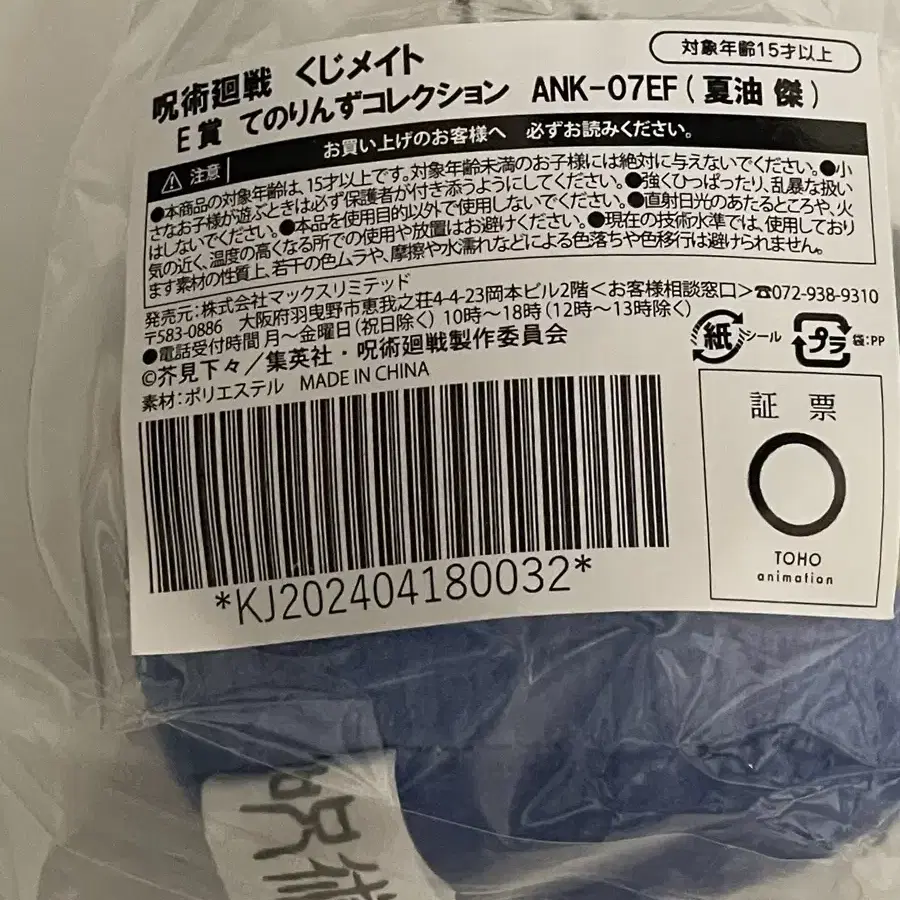 対象年齢15才以上
呪術廻戦 くじメイト
E賞 てのりんずコレクション ANK-07EF(夏油 傑)
お買い上げのお客様へ 必ずお読みください。
注意
●本商品の対象年齢は、15才以上です。対象年齢未満のお子様には絶対に与えないでください。●小
さなお子様が遊ぶときは必ず保護者が付き添うようにしてください。●強くひっぱったり、乱暴な扱い
はしないでください。●本品を使用目的以外で使用しないでください。●直射日光のあたるところや、火
気の近く、温度の高くなる所での使用や放置はお避けください。●現在の技術水準では、使用しており
ます素材の性質上、若干の色ムラや、摩擦や水濡れなどによる色落ちや色移行は避けられません。
発売元:株式会社マックスリミテッド
〒583-0886 大阪府羽曳野市恵我之荘4-4-23岡本ビル2階<お客様相談窓口>☎072-938-9310
●電話受付時間 月〜金曜日(祝日除く) 10時〜18時(12時〜13時除く)
©芥見下々/集英社・呪術廻戦製作委員会
素材:ポリエステル MADE IN CHINA
紙 シール
プラ 袋:PP
証票
TOHO
animation
*KJ202404180032*
呪術